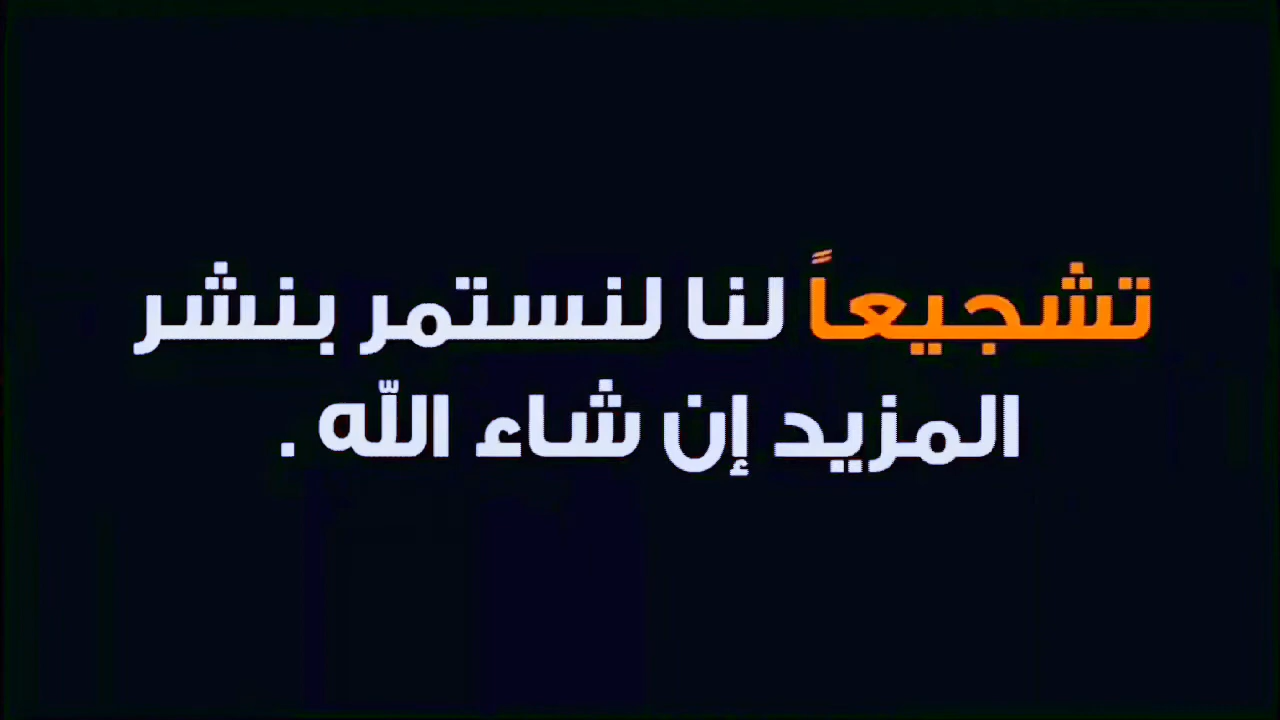 تشجيعاً لنا لنستمر بنشر
المزيد إن شاء اللّه .